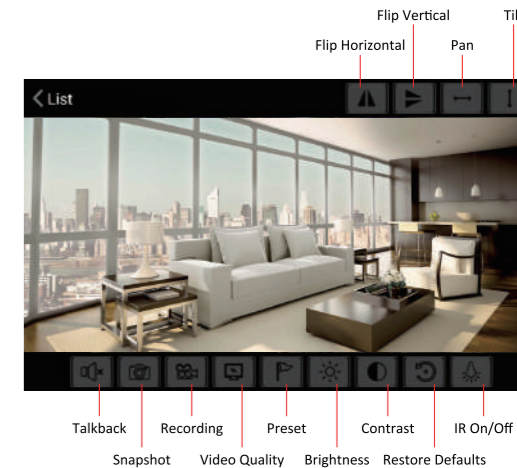 Flip Vertical
Flip Horizontal
Pan
List
Talkback
Recording
Preset
Contrast
IR On/Off
Snapshot
Video Quality
Brightness
Restore Defaults